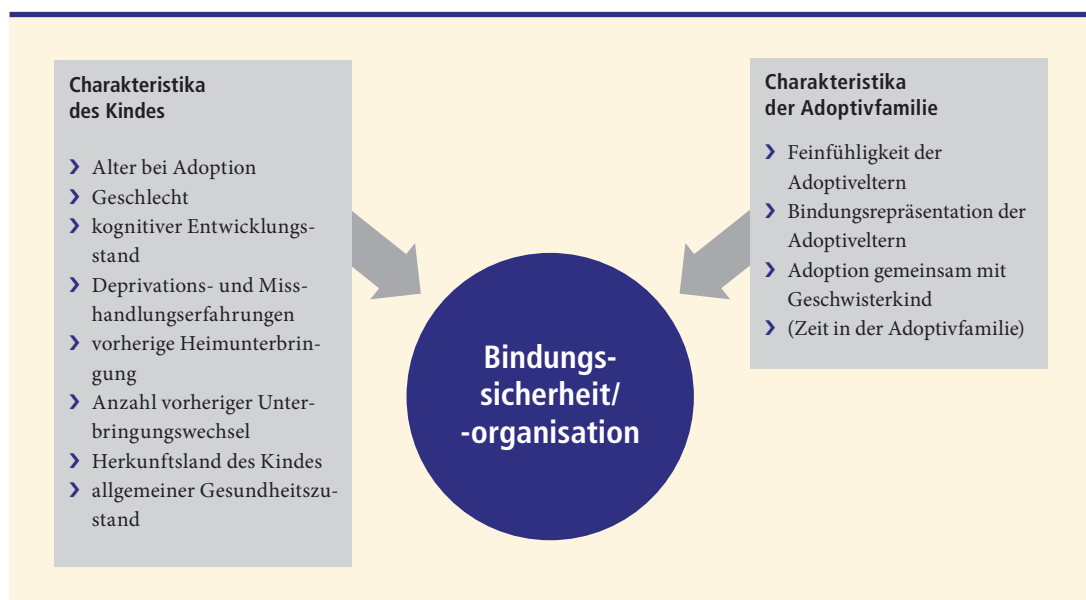 Charakteristika
des Kindes
❯ Alter bei Adoption
❯ Geschlecht
❯ kognitiver Entwicklungs-
stand
❯ Deprivations- und Miss-
handlungserfahrungen
❯ vorherige Heimunterbrin-
gung
❯ Anzahl vorheriger Unter-
bringungswechsel
❯ Herkunftsland des Kindes
❯ allgemeiner Gesundheitszu-
stand
Bindungs-
sicherheit/
-organisation
Charakteristika
der Adoptivfamilie
❯ Feinfühligkeit der
Adoptiveltern
❯ Bindungsrepräsentation der
Adoptiveltern
❯ Adoption gemeinsam mit
Geschwisterkind
❯ (Zeit in der Adoptivfamilie)